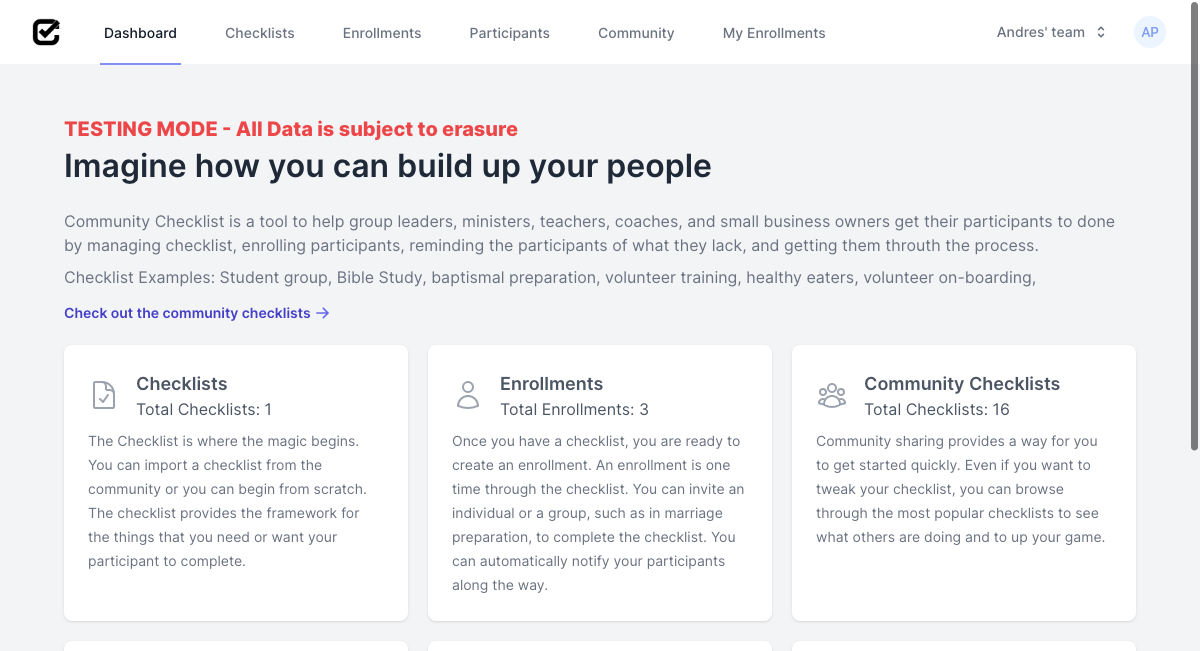 Dashboard Checklists Enrollments Participants Community My Enrollments Andres' team AP
TESTING MODE - All Data is subject to erasure
Imagine how you can build up your people
Community Checklist is a tool to help group leaders, ministers, teachers, coaches, and small business owners get their participants to done
by managing checklist, enrolling participants, reminding the participants of what they lack, and getting them throuth the process.
Checklist Examples: Student group, Bible Study, baptismal preparation, volunteer training, healthy eaters, volunteer on-boarding,
Check out the community checklists →
Checklists
Total Checklists: 1
The Checklist is where the magic begins.
You can import a checklist from the
community or you can begin from scratch.
The checklist provides the framework for
the things that you need or want your
participant to complete.
Enrollments
Total Enrollments: 3
Once you have a checklist, you are ready to
create an enrollment. An enrollment is one
time through the checklist. You can invite an
individual or a group, such as in marriage
preparation, to complete the checklist. You
can automatically notify your participants
along the way.
Community Checklists
Total Checklists: 16
Community sharing provides a way for you
to get started quickly. Even if you want to
tweak your checklist, you can browse
through the most popular checklists to see
what others are doing and to up your game.